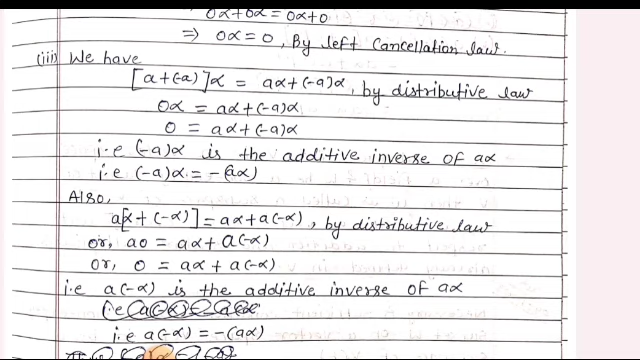 0α+0α = 0α+0
⇒ 0α = 0, By left Cancellation law.
(iii) We have
[a+(-a)]α = aα+(-a)α, by distributive law
0α = aα+(-a)α
0 = aα+(-a)α
i.e (-a)α is the additive inverse of aα
i.e (-a)α = -(aα)
Also,
a[α+(-α)] = aα+a(-α), by distributive law
or, a0 = aα+a(-α)
or, 0 = aα+a(-α)
i.e a(-α) is the additive inverse of aα
i.e a(-α) = -(aα)